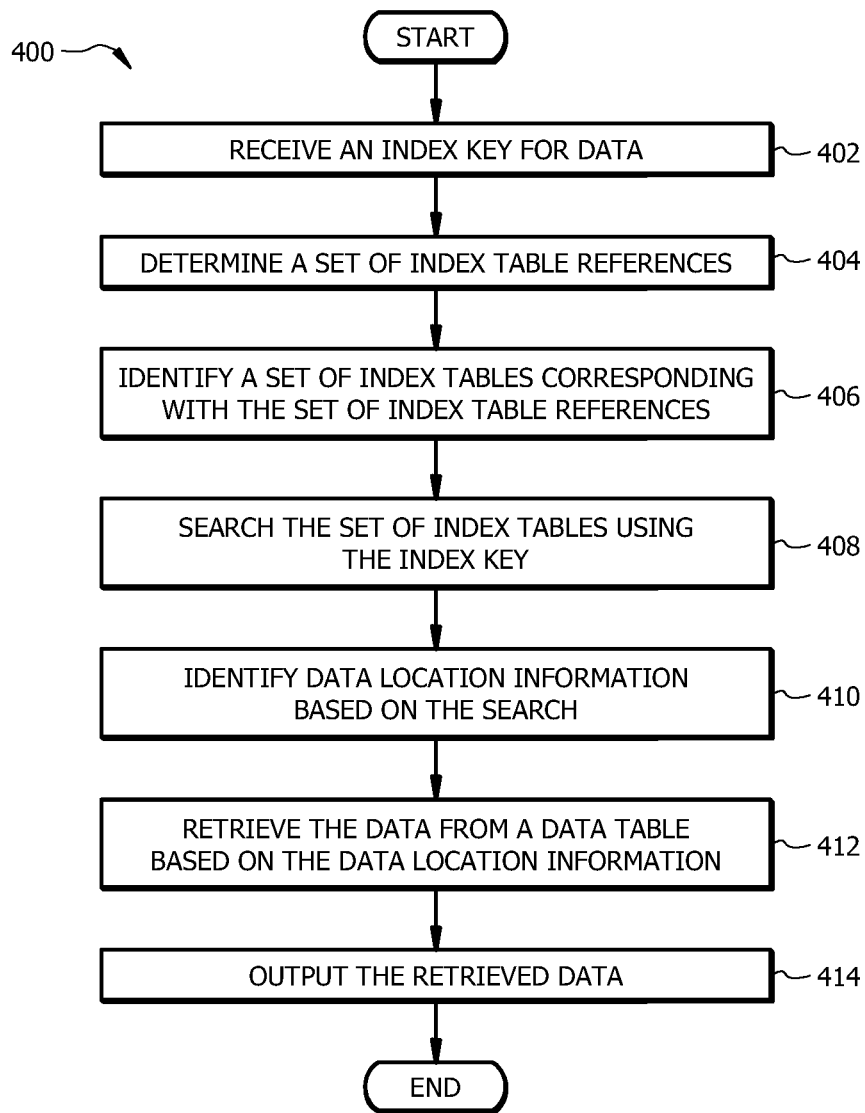 START
400
RECEIVE AN INDEX KEY FOR DATA
402
DETERMINE A SET OF INDEX TABLE REFERENCES
404
IDENTIFY A SET OF INDEX TABLES CORRESPONDING
WITH THE SET OF INDEX TABLE REFERENCES
406
SEARCH THE SET OF INDEX TABLES USING
THE INDEX KEY
408
IDENTIFY DATA LOCATION INFORMATION
BASED ON THE SEARCH
410
RETRIEVE THE DATA FROM A DATA TABLE
BASED ON THE DATA LOCATION INFORMATION
412
OUTPUT THE RETRIEVED DATA
414
END